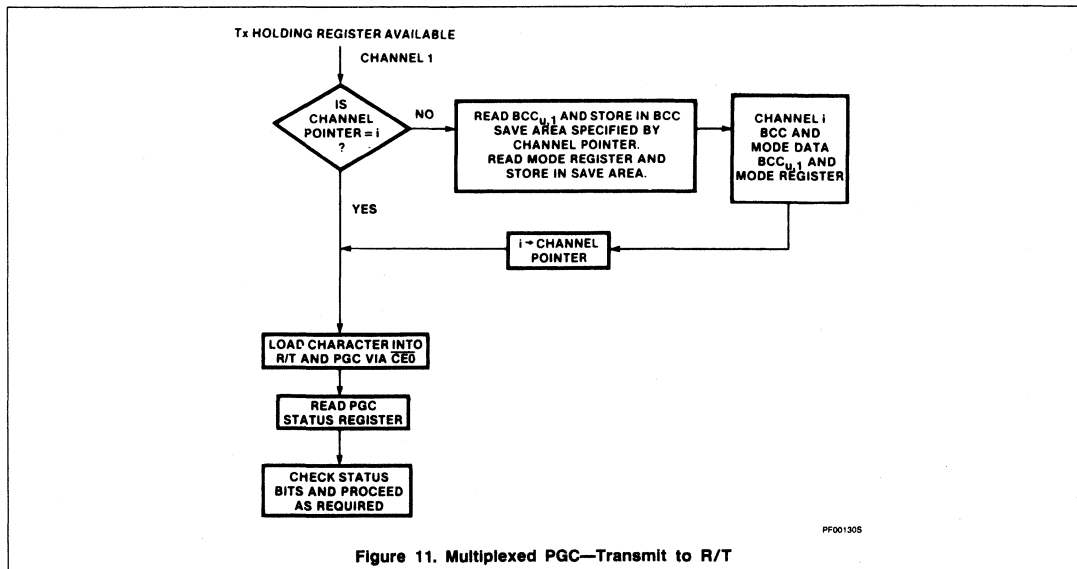 Tx HOLDING REGISTER AVAILABLE
CHANNEL 1
IS
CHANNEL
POINTER = i
?
NO
READ BCCu,1 AND STORE IN BCC
SAVE AREA SPECIFIED BY
CHANNEL POINTER.
READ MODE REGISTER AND
STORE IN SAVE AREA.
CHANNEL i
BCC AND
MODE DATA
BCCu,1 AND
MODE REGISTER
YES
i → CHANNEL
POINTER
LOAD CHARACTER INTO
R/T AND PGC VIA C̅E̅0̅
READ PGC
STATUS REGISTER
CHECK STATUS
BITS AND PROCEED
AS REQUIRED
PF00130S
Figure 11. Multiplexed PGC—Transmit to R/T